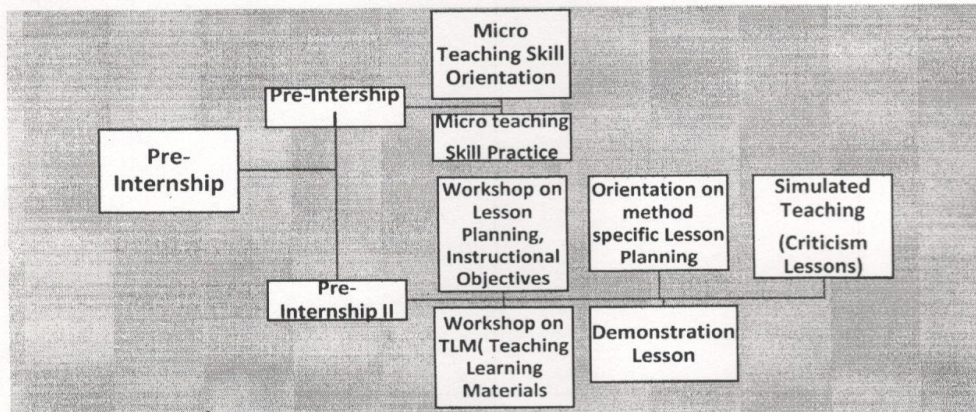 Micro
Teaching Skill
Orientation
Pre-Intership
Micro teaching
Skill Practice
Pre-
Internship
Workshop on
Lesson
Planning,
Instructional
Objectives
Orientation on
method
specific Lesson
Planning
Simulated
Teaching
(Criticism
Lessons)
Pre-
Internship II
Workshop on
TLM( Teaching
Learning
Materials
Demonstration
Lesson